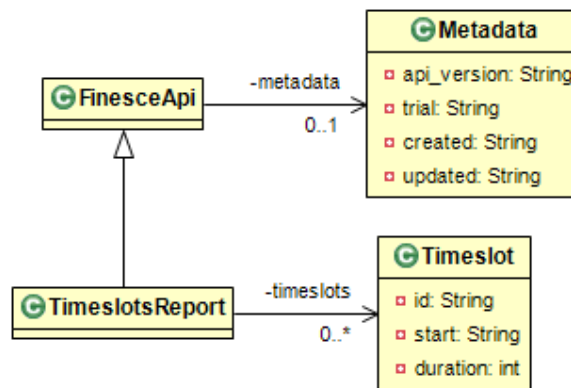 C Metadata
api_version: String
trial: String
created: String
updated: String
C FinesceApi
-metadata
0..1
C TimeslotsReport
-timeslots
0..*
C Timeslot
id: String
start: String
duration: int